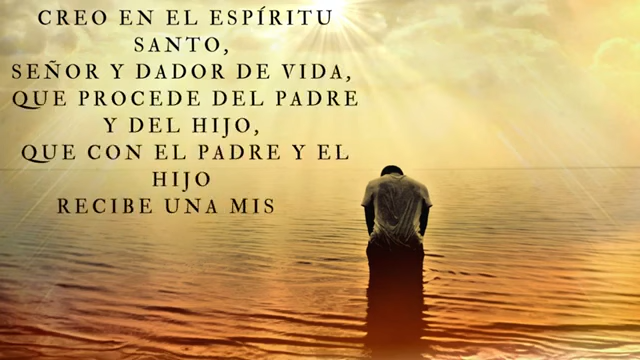 CREO EN EL ESPÍRITU
SANTO,
SEÑOR Y DADOR DE VIDA,
QUE PROCEDE DEL PADRE
Y DEL HIJO,
QUE CON EL PADRE Y EL
HIJO
RECIBE UNA MIS